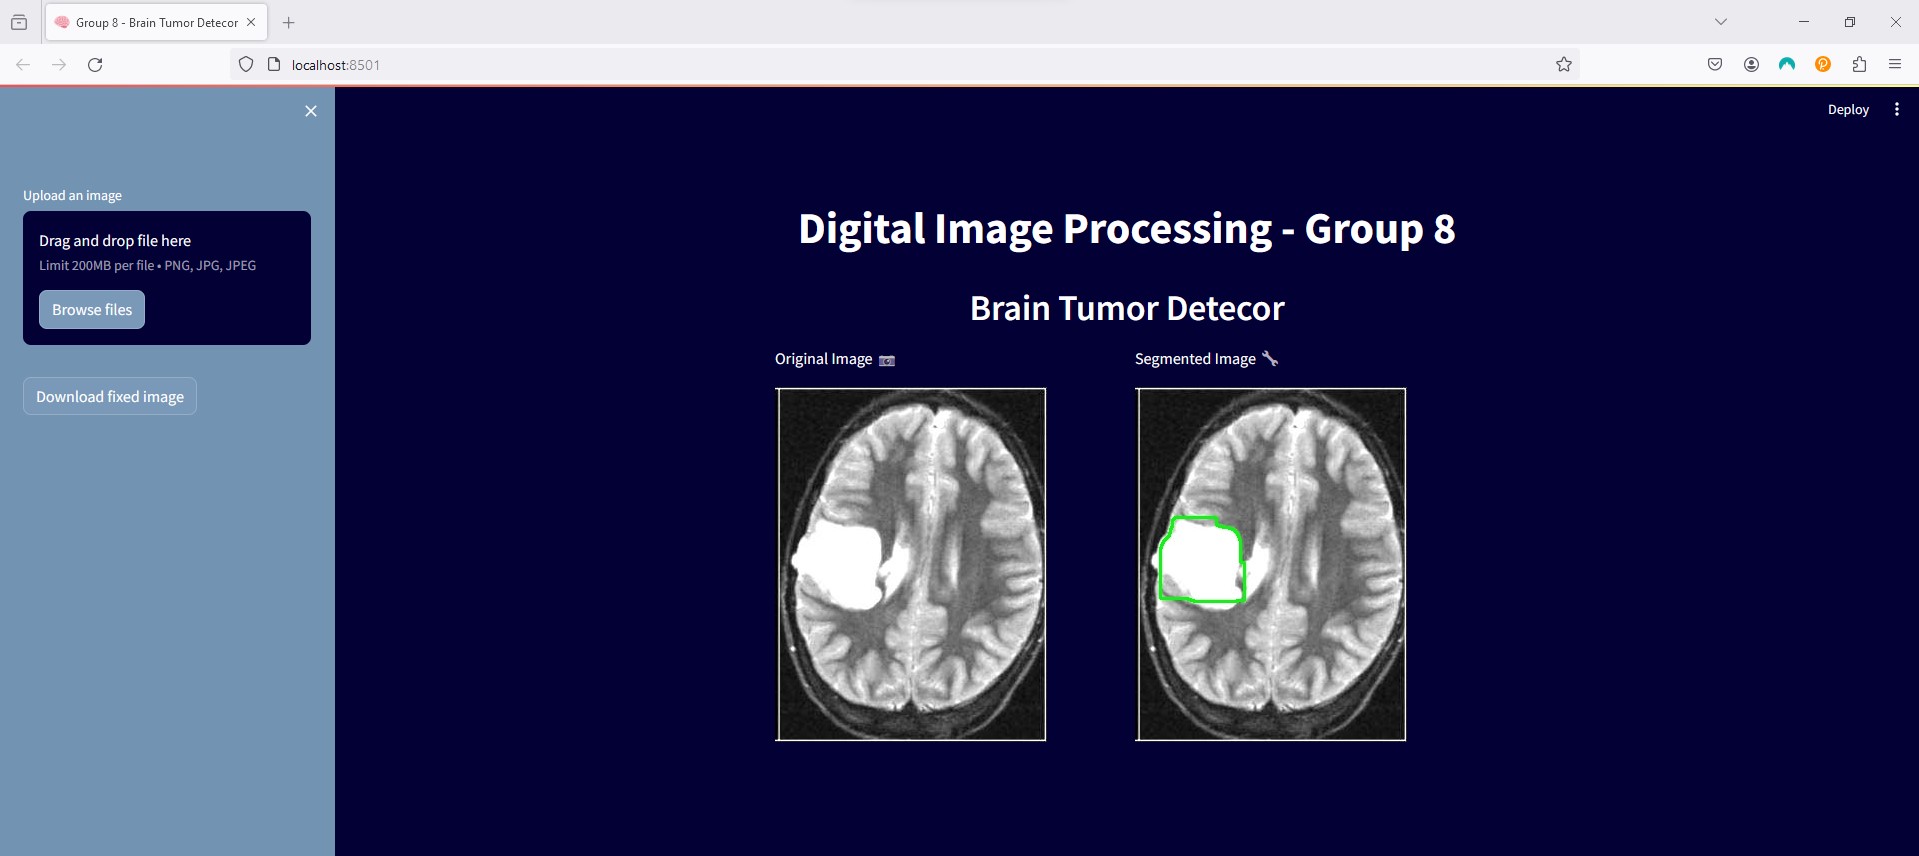 Group 8 - Brain Tumor Detecor
localhost:8501
Deploy
Upload an image
Drag and drop file here
Limit 200MB per file • PNG, JPG, JPEG
Browse files
Download fixed image
Digital Image Processing - Group 8
Brain Tumor Detecor
Original Image 📷
Segmented Image 🔧